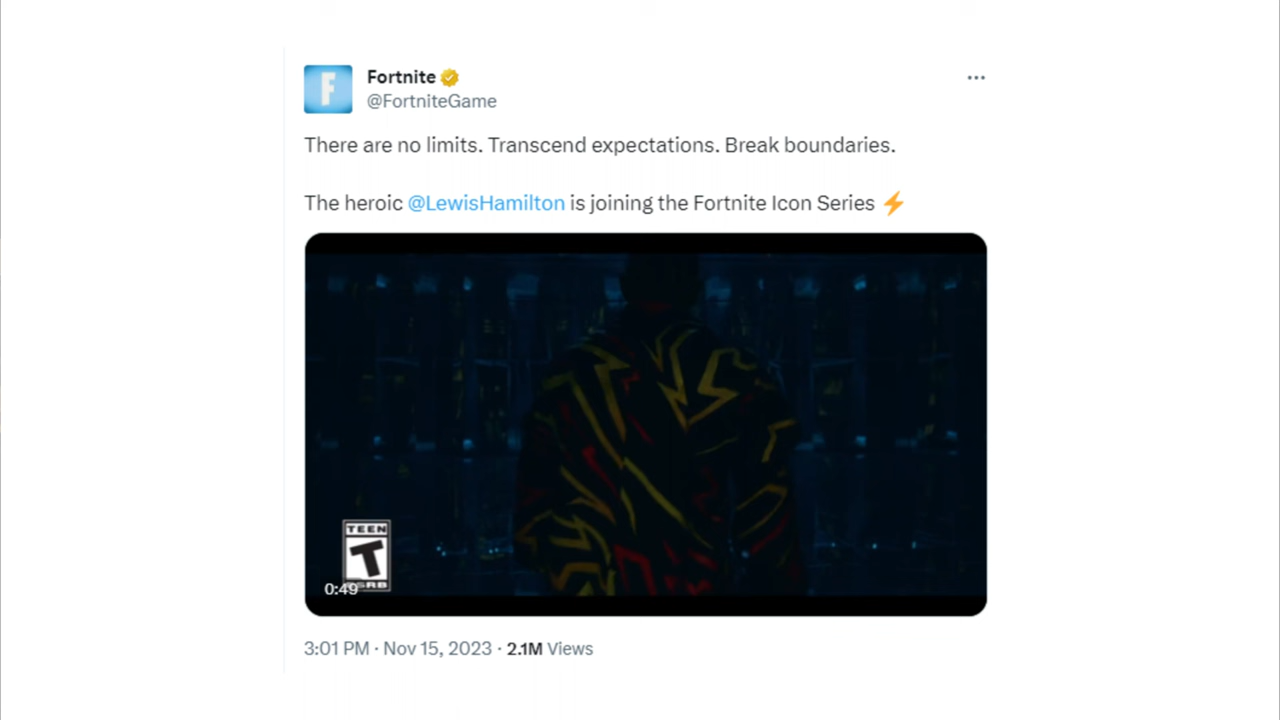 Fortnite
@FortniteGame
There are no limits. Transcend expectations. Break boundaries.
The heroic @LewisHamilton is joining the Fortnite Icon Series ⚡
TEEN
T
ESRB
0:49
3:01 PM · Nov 15, 2023 · 2.1M Views